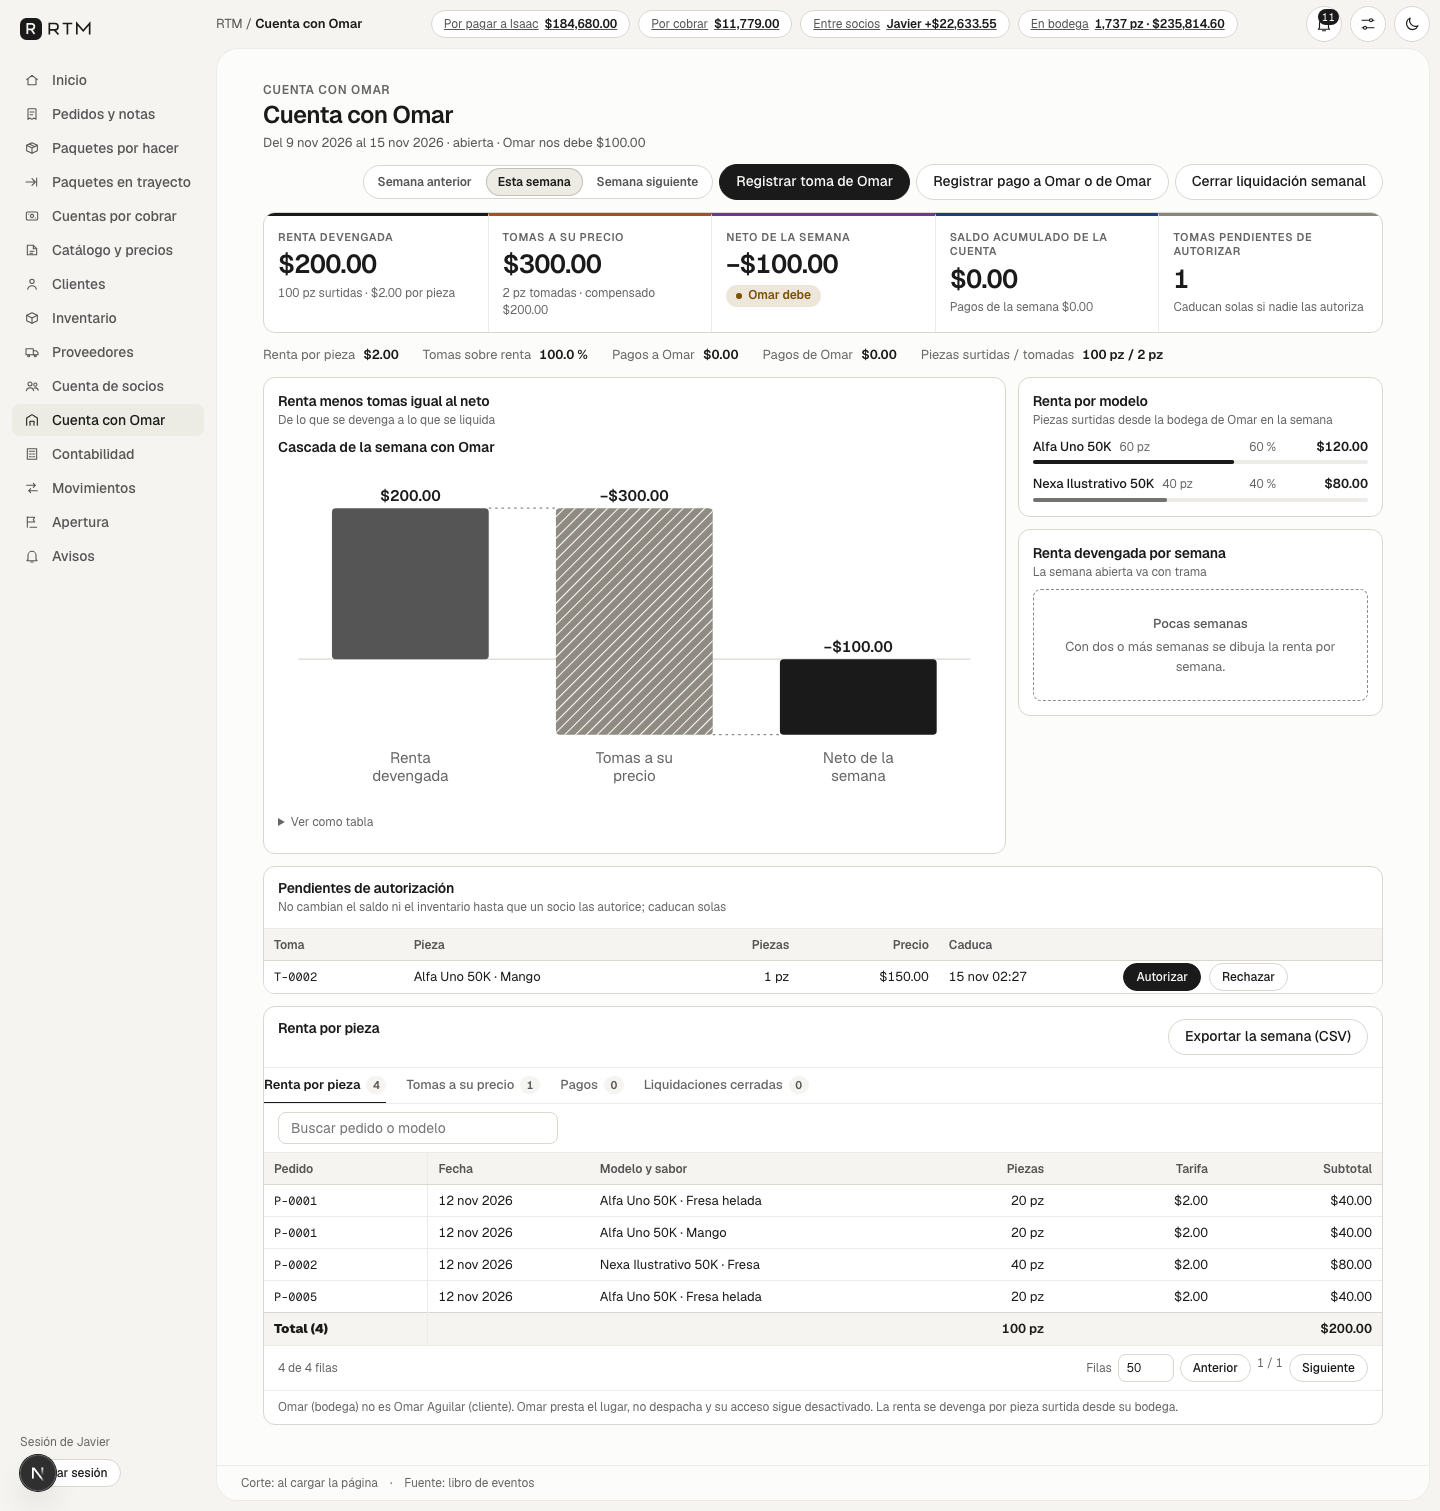 R RTM
RTM / Cuenta con Omar
Por pagar a Isaac $184,680.00
Por cobrar $11,779.00
Entre socios Javier +$22,633.55
En bodega 1,737 pz · $235,814.60
11
Inicio
Pedidos y notas
Paquetes por hacer
Paquetes en trayecto
Cuentas por cobrar
Catálogo y precios
Clientes
Inventario
Proveedores
Cuenta de socios
Cuenta con Omar
Contabilidad
Movimientos
Apertura
Avisos
Sesión de Javier
N ar sesión
CUENTA CON OMAR
Cuenta con Omar
Del 9 nov 2026 al 15 nov 2026 · abierta · Omar nos debe $100.00
Semana anterior Esta semana Semana siguiente
Registrar toma de Omar
Registrar pago a Omar o de Omar
Cerrar liquidación semanal
RENTA DEVENGADA
$200.00
100 pz surtidas · $2.00 por pieza
TOMAS A SU PRECIO
$300.00
2 pz tomadas · compensado
$200.00
NETO DE LA SEMANA
−$100.00
Omar debe
SALDO ACUMULADO DE LA
CUENTA
$0.00
Pagos de la semana $0.00
TOMAS PENDIENTES DE
AUTORIZAR
1
Caducan solas si nadie las autoriza
Renta por pieza $2.00 Tomas sobre renta 100.0 % Pagos a Omar $0.00 Pagos de Omar $0.00 Piezas surtidas / tomadas 100 pz / 2 pz
Renta menos tomas igual al neto
De lo que se devenga a lo que se liquida
Cascada de la semana con Omar
$200.00
−$300.00
−$100.00
Renta
devengada
Tomas a su
precio
Neto de la
semana
Ver como tabla
Renta por modelo
Piezas surtidas desde la bodega de Omar en la semana
Alfa Uno 50K 60 pz 60 % $120.00
Nexa Ilustrativo 50K 40 pz 40 % $80.00
Renta devengada por semana
La semana abierta va con trama
Pocas semanas
Con dos o más semanas se dibuja la renta por
semana.
Pendientes de autorización
No cambian el saldo ni el inventario hasta que un socio las autorice; caducan solas
Toma Pieza Piezas Precio Caduca
T-0002 Alfa Uno 50K · Mango 1 pz $150.00 15 nov 02:27 Autorizar Rechazar
Renta por pieza
Exportar la semana (CSV)
Renta por pieza 4 Tomas a su precio 1 Pagos 0 Liquidaciones cerradas 0
Buscar pedido o modelo
Pedido Fecha Modelo y sabor Piezas Tarifa Subtotal
P-0001 12 nov 2026 Alfa Uno 50K · Fresa helada 20 pz $2.00 $40.00
P-0001 12 nov 2026 Alfa Uno 50K · Mango 20 pz $2.00 $40.00
P-0002 12 nov 2026 Nexa Ilustrativo 50K · Fresa 40 pz $2.00 $80.00
P-0005 12 nov 2026 Alfa Uno 50K · Fresa helada 20 pz $2.00 $40.00
Total (4) 100 pz $200.00
4 de 4 filas
Filas 50 Anterior 1 / 1 Siguiente
Omar (bodega) no es Omar Aguilar (cliente). Omar presta el lugar, no despacha y su acceso sigue desactivado. La renta se devenga por pieza surtida desde su bodega.
Corte: al cargar la página · Fuente: libro de eventos